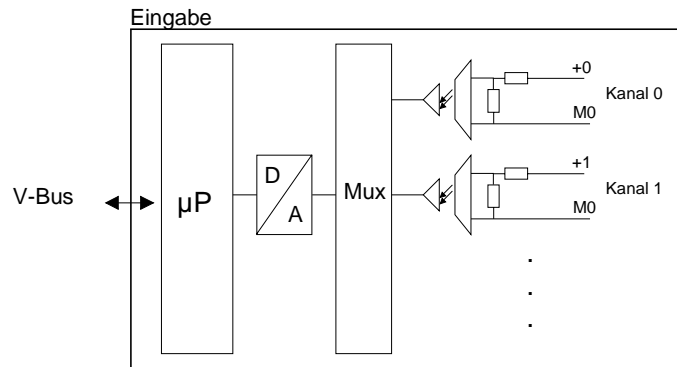 Eingabe
+0
Kanal 0
M0
+1
Kanal 1
M0
V-Bus
µP
D
A
Mux